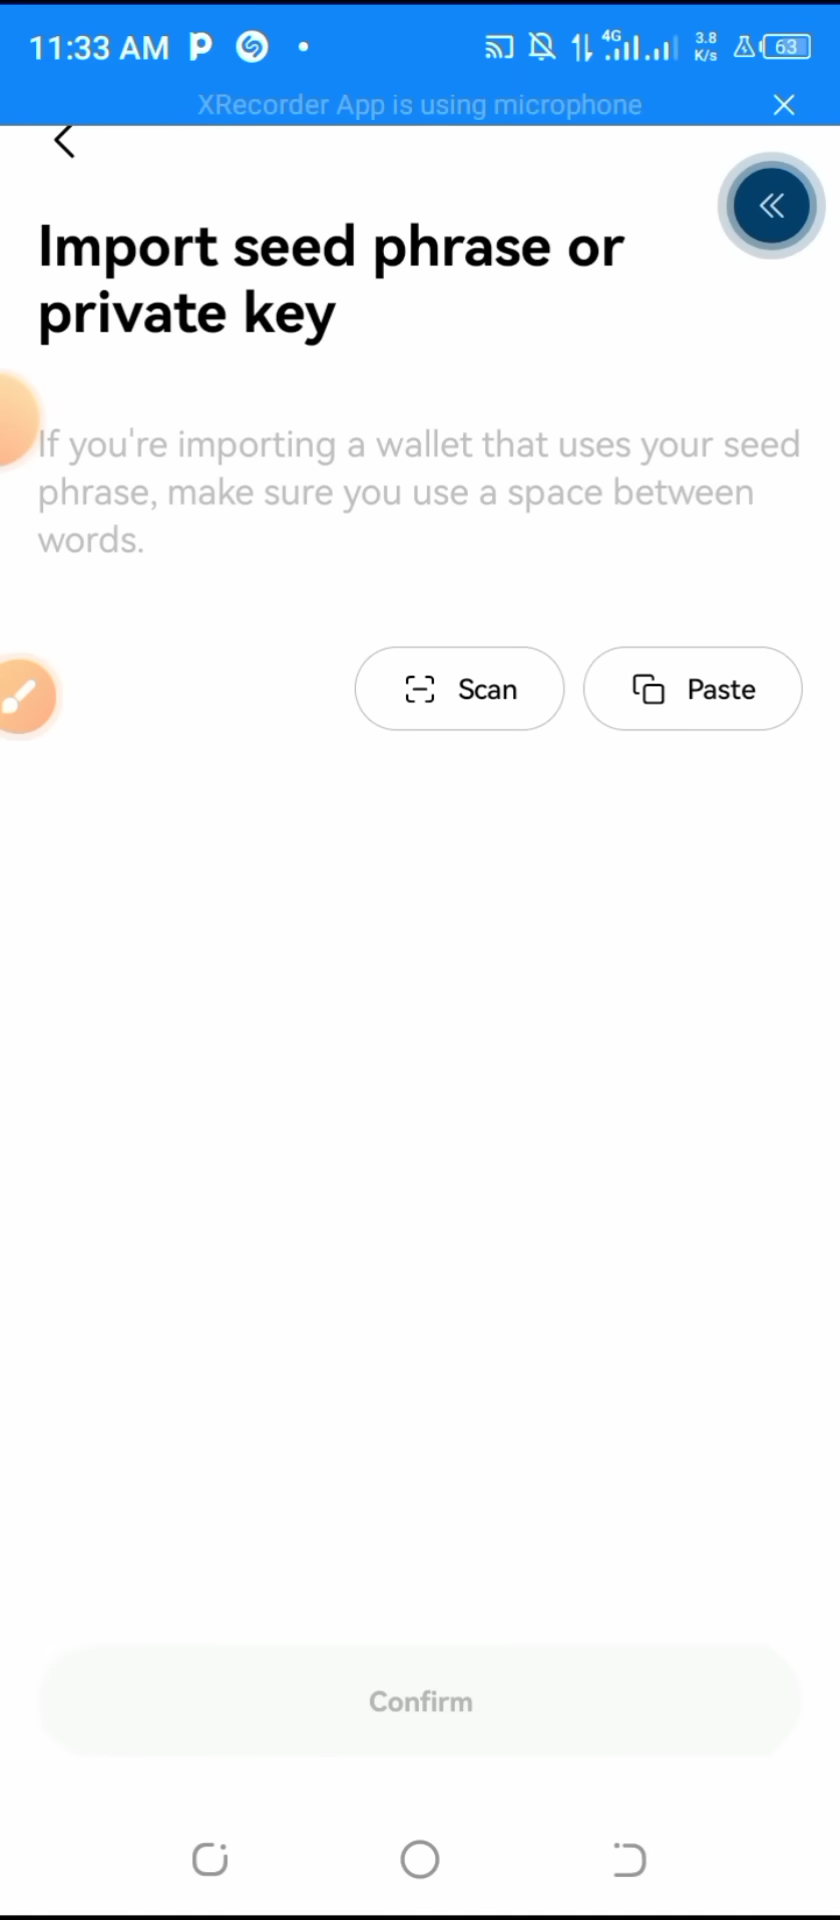 11:33 AM
4G
3.8
K/s
63
XRecorder App is using microphone
Import seed phrase or
private key
If you're importing a wallet that uses your seed
phrase, make sure you use a space between
words.
Scan
Paste
Confirm